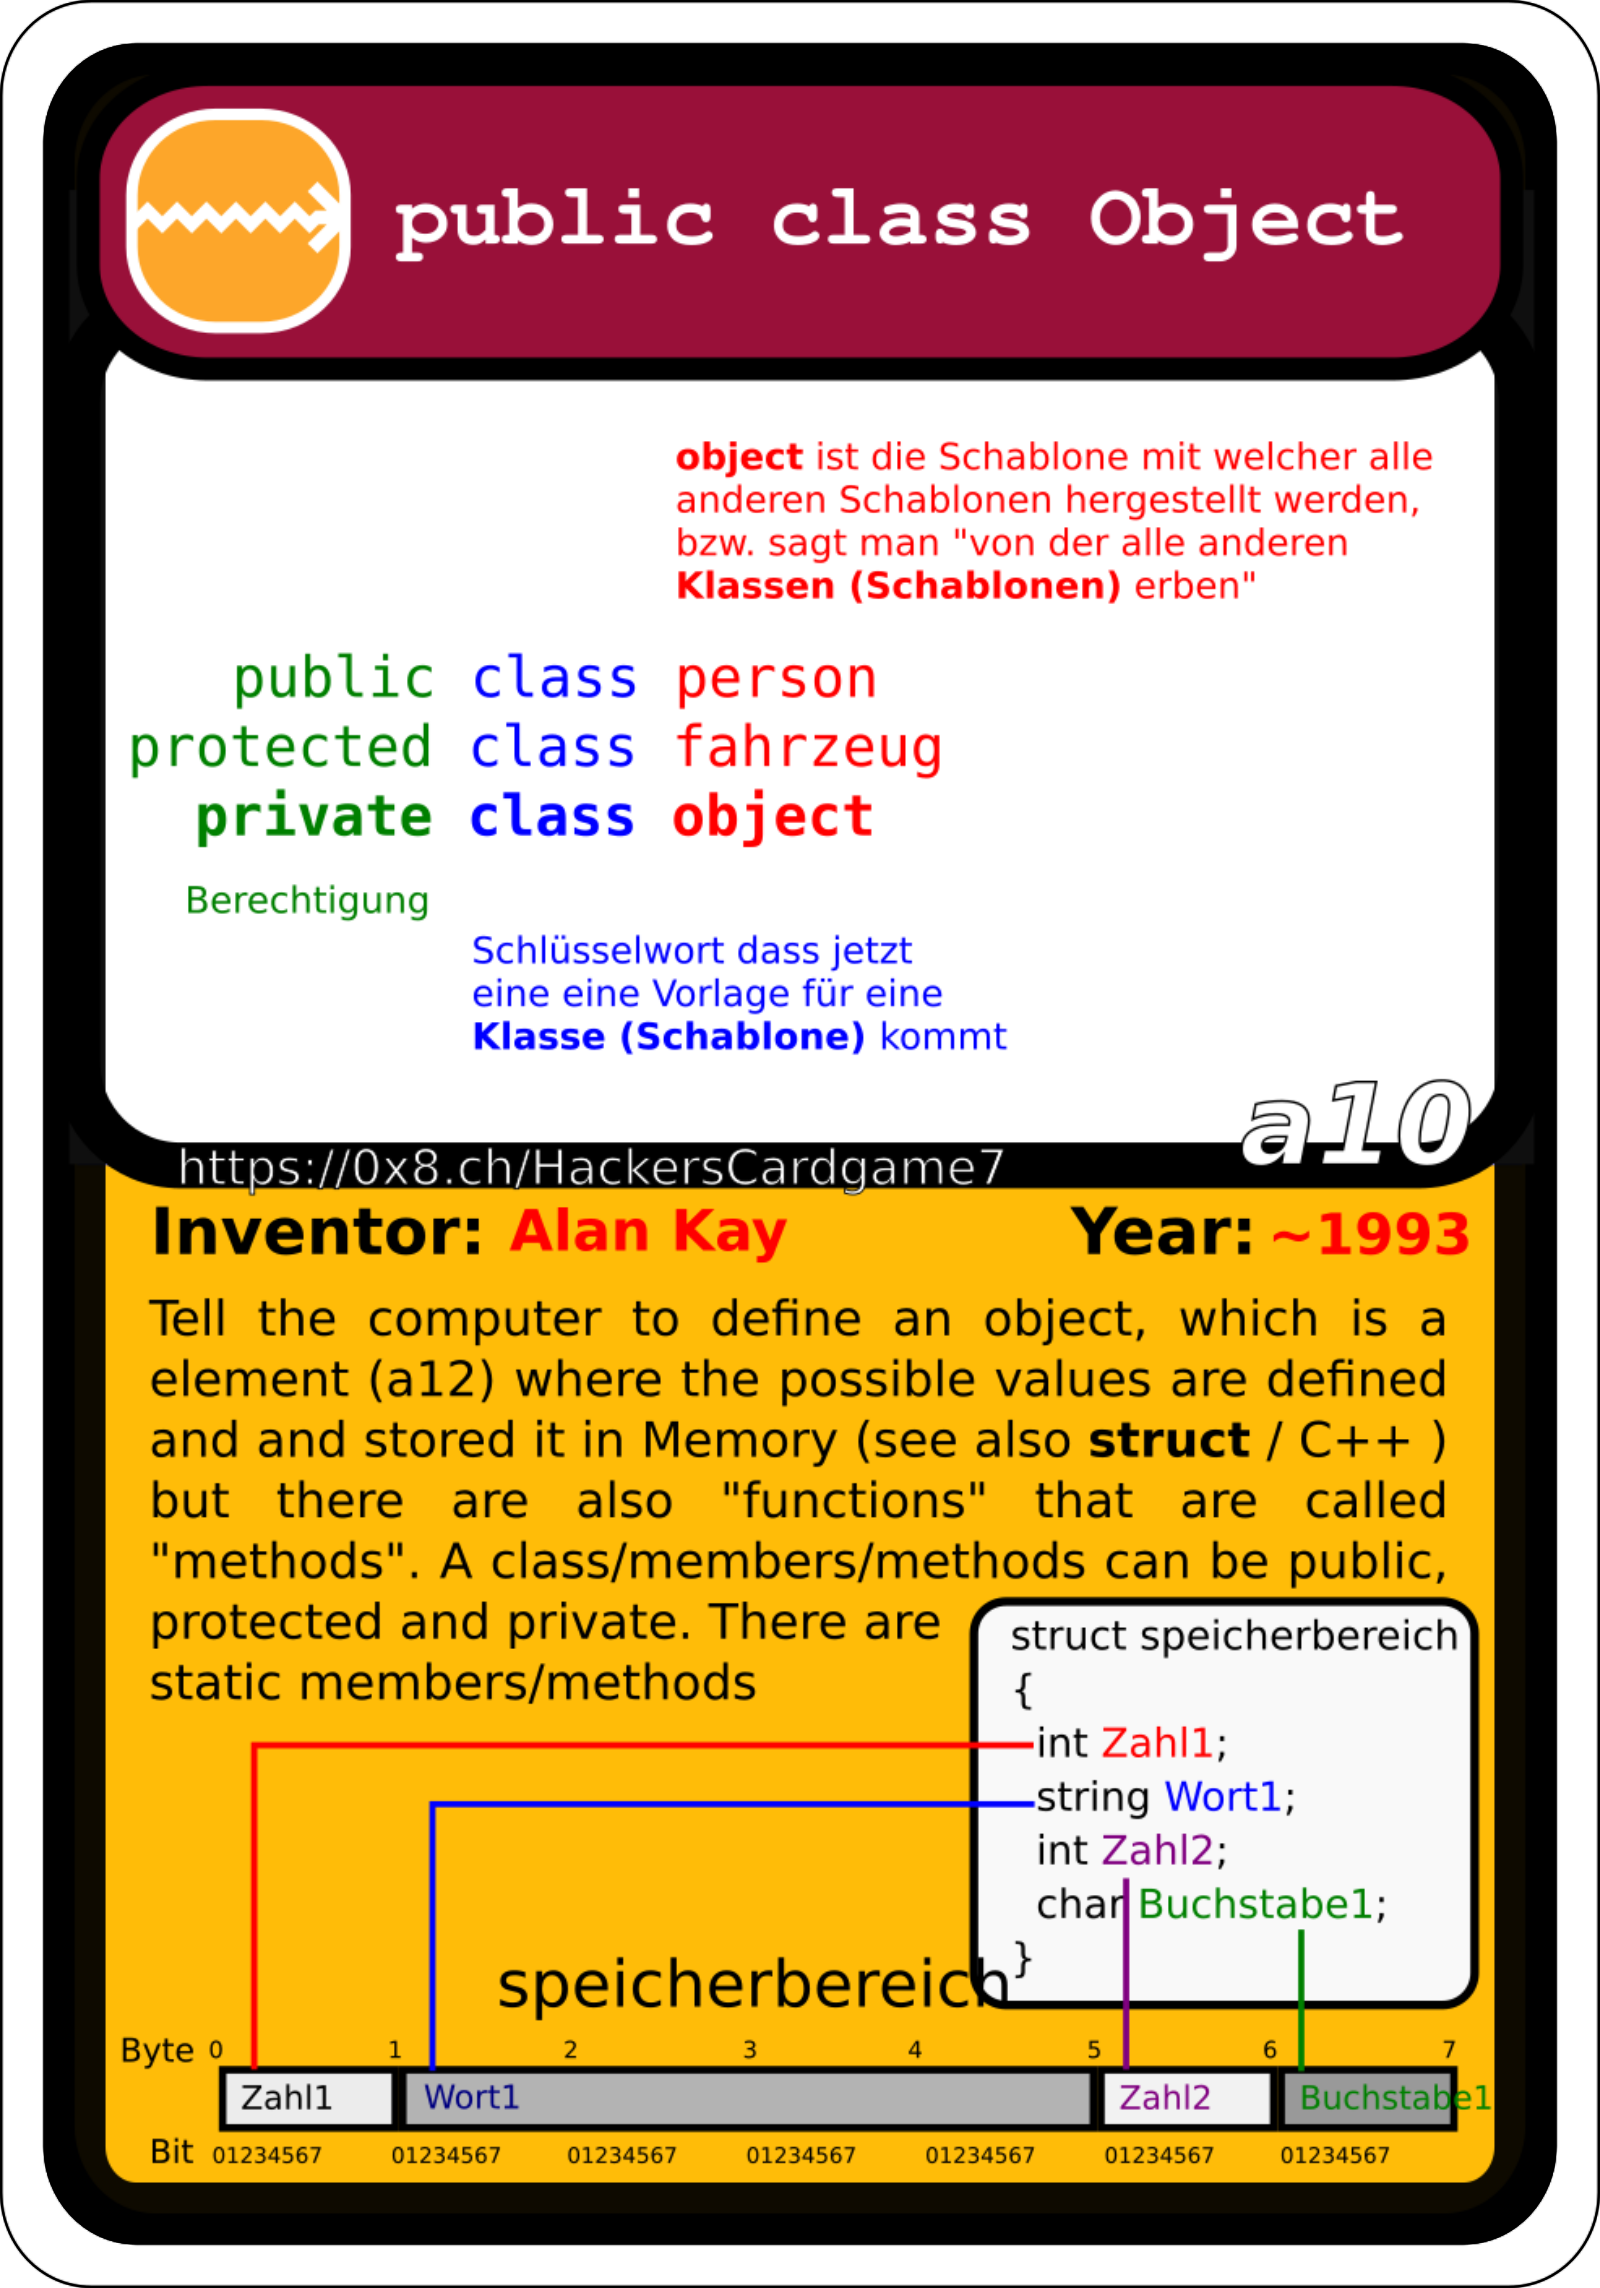 public class Object
object ist die Schablone mit welcher alle
anderen Schablonen hergestellt werden,
bzw. sagt man "von der alle anderen
Klassen (Schablonen) erben"
public class person
protected class fahrzeug
private class object
Berechtigung
Schlüsselwort dass jetzt
eine eine Vorlage für eine
Klasse (Schablone) kommt
a10
https://0x8.ch/HackersCardgame7
Inventor: Alan Kay Year: ~1993
Tell the computer to define an object, which is a
element (a12) where the possible values are defined
and and stored it in Memory (see also struct / C++ )
but there are also "functions" that are called
"methods". A class/members/methods can be public,
protected and private. There are
static members/methods
struct speicherbereich
{
int Zahl1;
string Wort1;
int Zahl2;
char Buchstabe1;
}
speicherbereich
Byte 0 1 2 3 4 5 6 7
Zahl1 Wort1 Zahl2 Buchstabe1
Bit 01234567 01234567 01234567 01234567 01234567 01234567 01234567